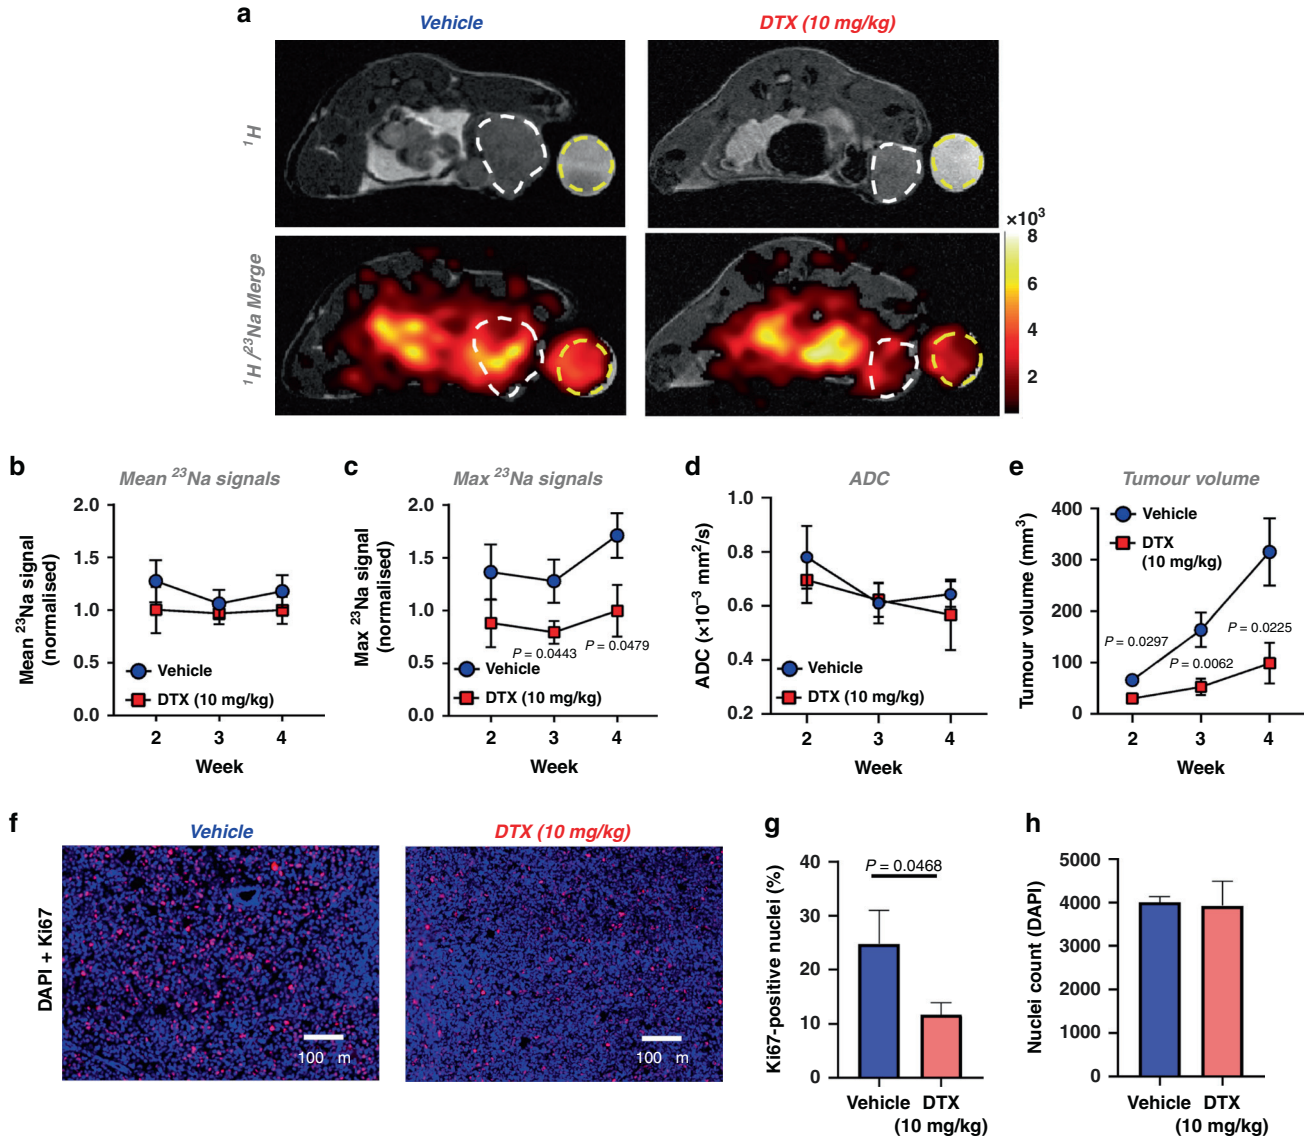 a
Vehicle
DTX (10 mg/kg)
¹H
¹H /²³Na Merge
×10³
8
6
4
2
b
Mean ²³Na signals
Mean ²³Na signal
(normalised)
2.0
1.5
1.0
0.5
0.0
Vehicle
DTX (10 mg/kg)
2
3
4
Week
c
Max ²³Na signals
Max ²³Na signal
(normalised)
2.0
1.5
1.0
0.5
0.0
P = 0.0443
P = 0.0479
Vehicle
DTX (10 mg/kg)
2
3
4
Week
d
ADC
ADC (×10⁻³ mm²/s)
1.0
0.8
0.6
0.4
0.2
Vehicle
DTX (10 mg/kg)
2
3
4
Week
e
Tumour volume
Tumour volume (mm³)
400
300
200
100
0
Vehicle
DTX
(10 mg/kg)
P = 0.0297
P = 0.0062
P = 0.0225
2
3
4
Week
f
Vehicle
DTX (10 mg/kg)
DAPI + Ki67
100 m
100 m
g
Ki67-positive nuclei (%)
40
30
20
10
0
P = 0.0468
Vehicle
DTX
(10 mg/kg)
h
Nuclei count (DAPI)
5000
4000
3000
2000
1000
0
Vehicle
DTX
(10 mg/kg)